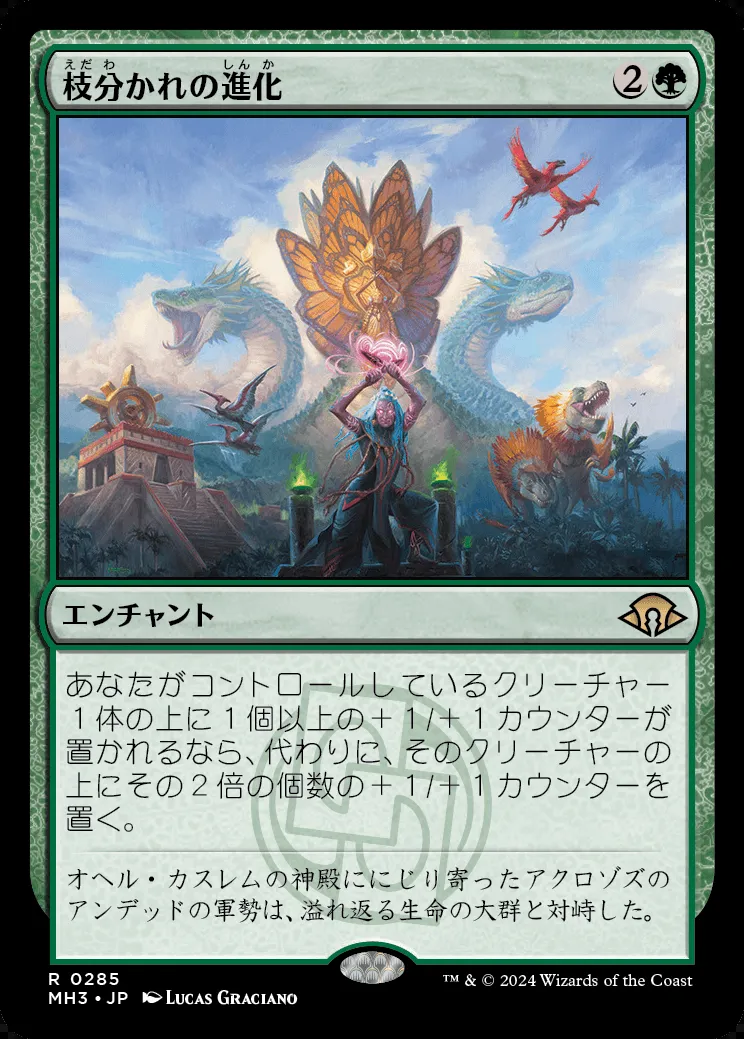 枝分かれの進化
えだわ しんか
2
エンチャント
あなたがコントロールしているクリーチャー
1体の上に1個以上の+1/+1カウンターが
置かれるなら、代わりに、そのクリーチャーの
上にその2倍の個数の+1/+1カウンターを
置く。
オヘル・カスレムの神殿ににじり寄ったアクロゾズの
アンデッドの軍勢は、溢れ返る生命の大群と対峙した。
R 0285
MH3・JP LUCAS GRACIANO
™ & © 2024 Wizards of the Coast